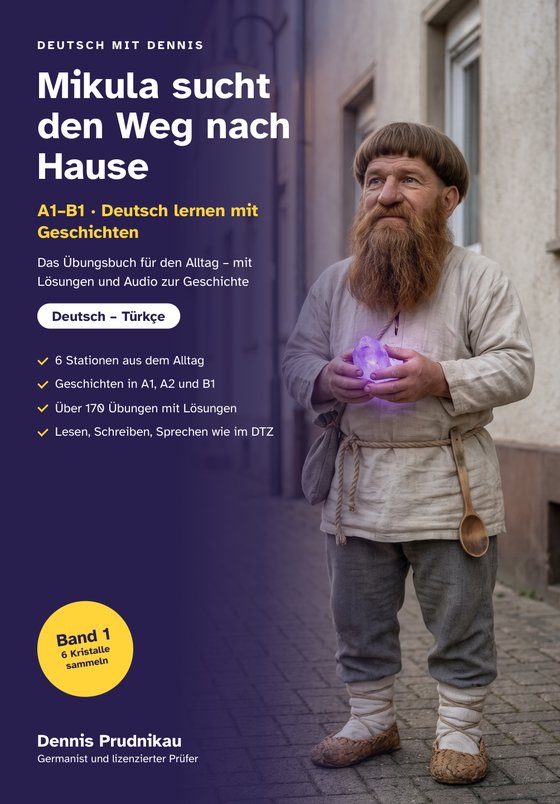 DEUTSCH MIT DENNIS
Mikula sucht
den Weg nach
Hause
A1–B1 · Deutsch lernen mit
Geschichten
Das Übungsbuch für den Alltag – mit
Lösungen und Audio zur Geschichte
Deutsch – Türkçe
6 Stationen aus dem Alltag
Geschichten in A1, A2 und B1
Über 170 Übungen mit Lösungen
Lesen, Schreiben, Sprechen wie im DTZ
Band 1
6 Kristalle
sammeln
Dennis Prudnikau
Germanist und lizenzierter Prüfer